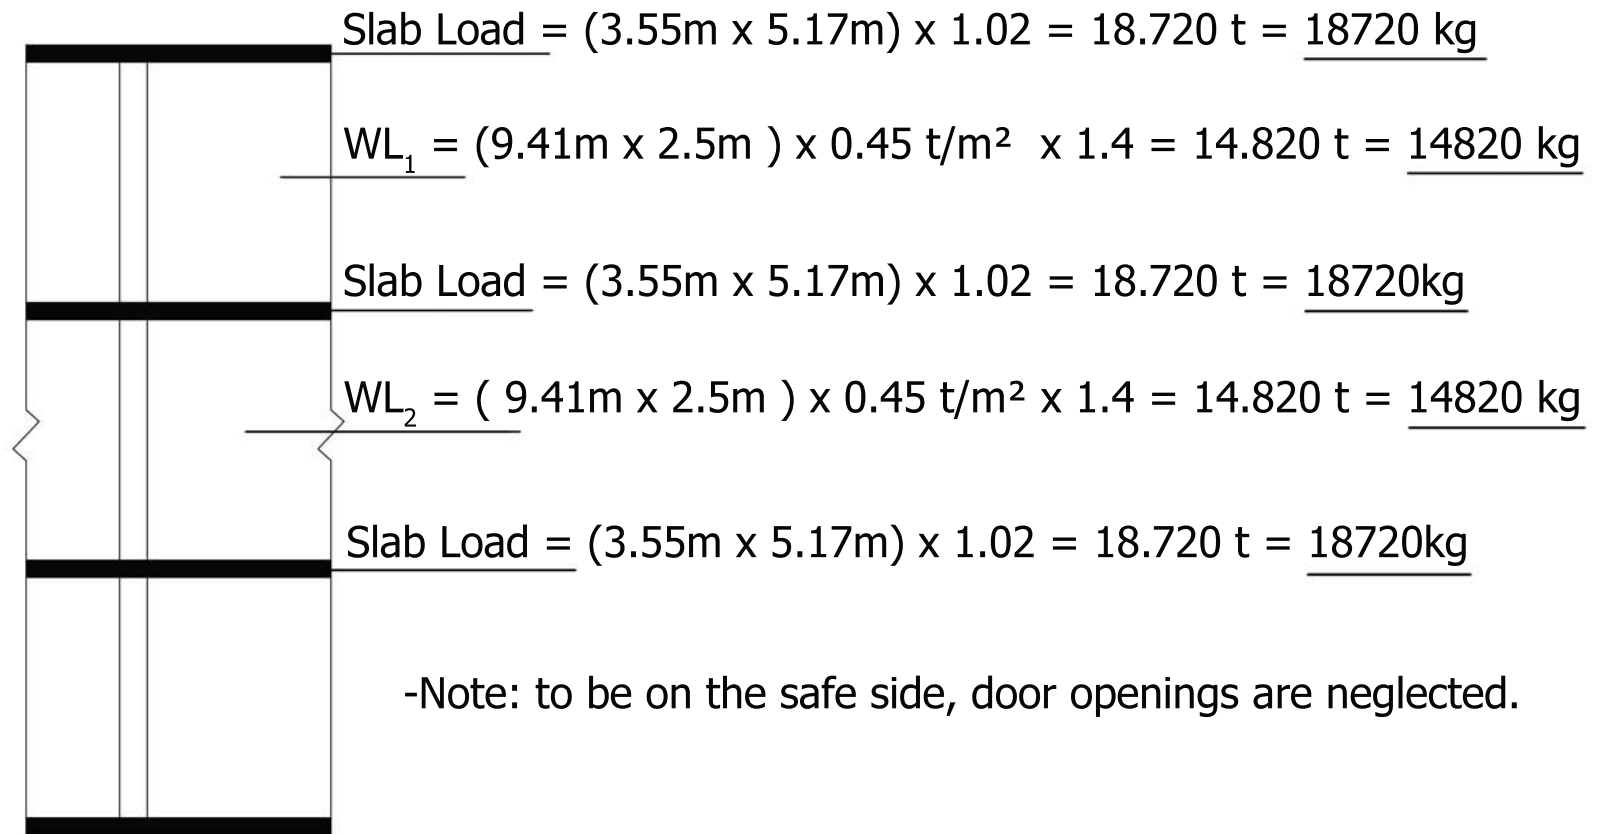 Slab Load = (3.55m x 5.17m) x 1.02 = 18.720 t = 18720 kg
WL₁ = (9.41m x 2.5m ) x 0.45 t/m² x 1.4 = 14.820 t = 14820 kg
Slab Load = (3.55m x 5.17m) x 1.02 = 18.720 t = 18720kg
WL₂ = ( 9.41m x 2.5m ) x 0.45 t/m² x 1.4 = 14.820 t = 14820 kg
Slab Load = (3.55m x 5.17m) x 1.02 = 18.720 t = 18720kg
-Note: to be on the safe side, door openings are neglected.